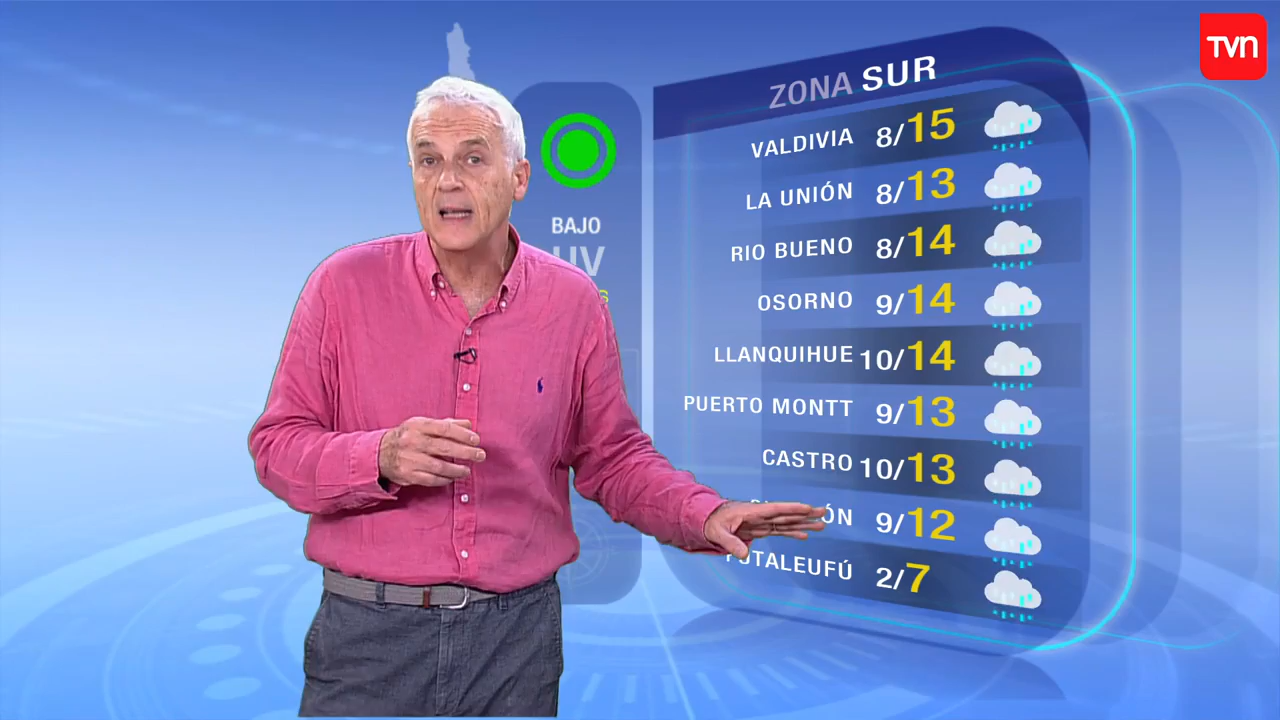 TVN
BAJO
UV
ZONA SUR
VALDIVIA 8/15
LA UNIÓN 8/13
RIO BUENO 8/14
OSORNO 9/14
LLANQUIHUE 10/14
PUERTO MONTT 9/13
CASTRO 10/13
9/12
FUTALEUFÚ 2/7